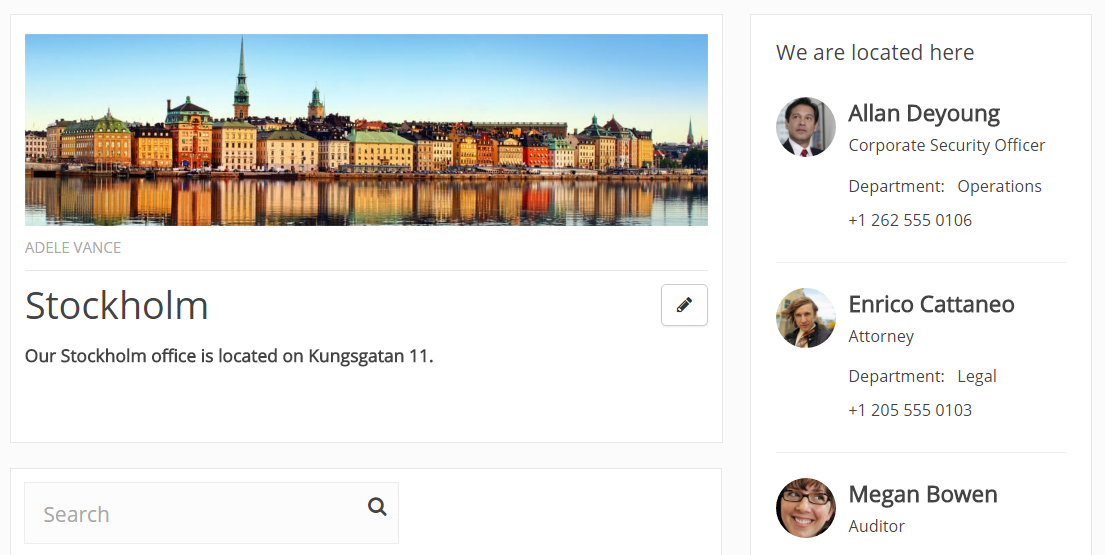 ADELE VANCE
Stockholm
Our Stockholm office is located on Kungsgatan 11.
Search
We are located here
Allan Deyoung
Corporate Security Officer
Department: Operations
+1 262 555 0106
Enrico Cattaneo
Attorney
Department: Legal
+1 205 555 0103
Megan Bowen
Auditor